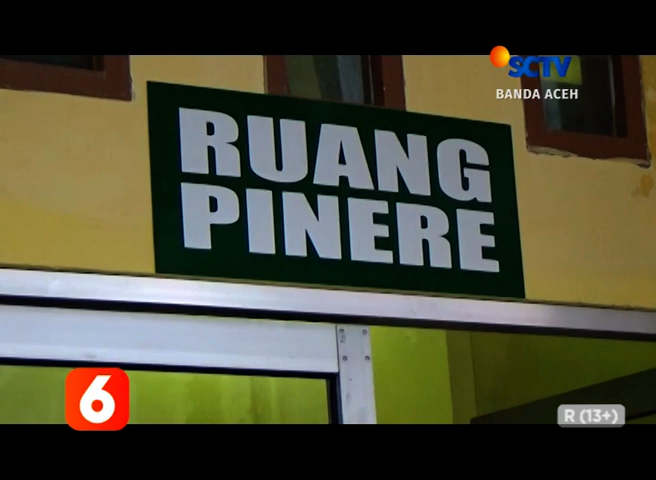 SCTV
BANDA ACEH
RUANG
PINERE
6
R (13+)